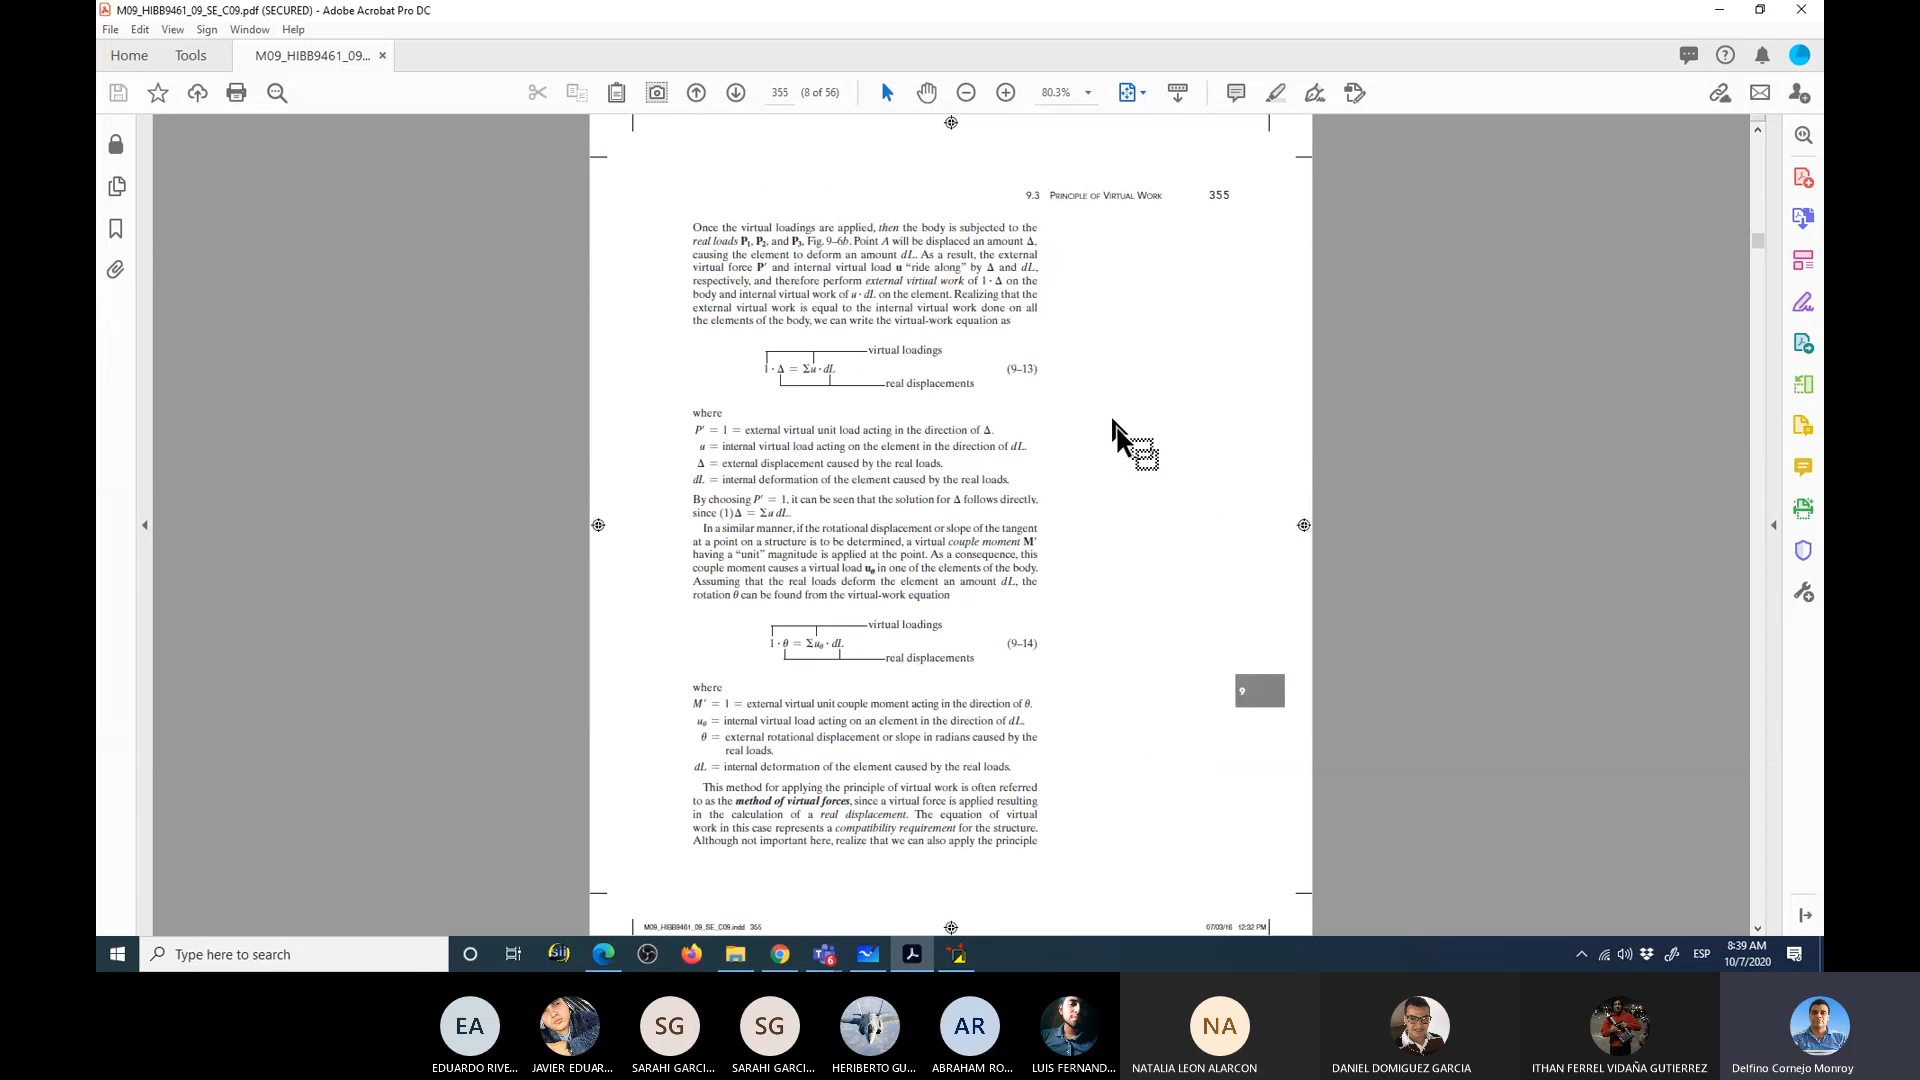 M09_HIBB9461_09_SE_C09.pdf (SECURED) - Adobe Acrobat Pro DC
File Edit View Sign Window Help
Home Tools M09_HIBB9461_09... ×
355 (8 of 56) 80.3%
9.3 Principle of Virtual Work 355
Once the virtual loadings are applied, then the body is subjected to the
real loads P₁, P₂, and P₃, Fig. 9–6b. Point A will be displaced an amount Δ,
causing the element to deform an amount dL. As a result, the external
virtual force P′ and internal virtual load u “ride along” by Δ and dL,
respectively, and therefore perform external virtual work of 1 · Δ on the
body and internal virtual work of u · dL on the element. Realizing that the
external virtual work is equal to the internal virtual work done on all
the elements of the body, we can write the virtual-work equation as
virtual loadings
1 · Δ = Σu · dL (9–13)
real displacements
where
P′ = 1 = external virtual unit load acting in the direction of Δ.
u = internal virtual load acting on the element in the direction of dL.
Δ = external displacement caused by the real loads.
dL = internal deformation of the element caused by the real loads.
By choosing P′ = 1, it can be seen that the solution for Δ follows directly,
since (1)Δ = Σu dL.
In a similar manner, if the rotational displacement or slope of the tangent
at a point on a structure is to be determined, a virtual couple moment M′
having a “unit” magnitude is applied at the point. As a consequence, this
couple moment causes a virtual load uθ in one of the elements of the body.
Assuming that the real loads deform the element an amount dL, the
rotation θ can be found from the virtual-work equation
virtual loadings
1 · θ = Σuθ · dL (9–14)
real displacements
where
M′ = 1 = external virtual unit couple moment acting in the direction of θ.
uθ = internal virtual load acting on an element in the direction of dL.
θ = external rotational displacement or slope in radians caused by the
real loads.
dL = internal deformation of the element caused by the real loads.
9
This method for applying the principle of virtual work is often referred
to as the method of virtual forces, since a virtual force is applied resulting
in the calculation of a real displacement. The equation of virtual
work in this case represents a compatibility requirement for the structure.
Although not important here, realize that we can also apply the principle
M09_HIBB9461_09_SE_C09.indd 355 07/03/16 12:32 PM
Type here to search
sii
6
ESP
8:39 AM
10/7/2020
EA SG SG AR NA
EDUARDO RIVE... JAVIER EDUAR... SARAHI GARCI... SARAHI GARCI... HERIBERTO GU... ABRAHAM RO... LUIS FERNAND... NATALIA LEON ALARCON DANIEL DOMIGUEZ GARCIA ITHAN FERREL VIDAÑA GUTIERREZ Delfino Cornejo Monroy